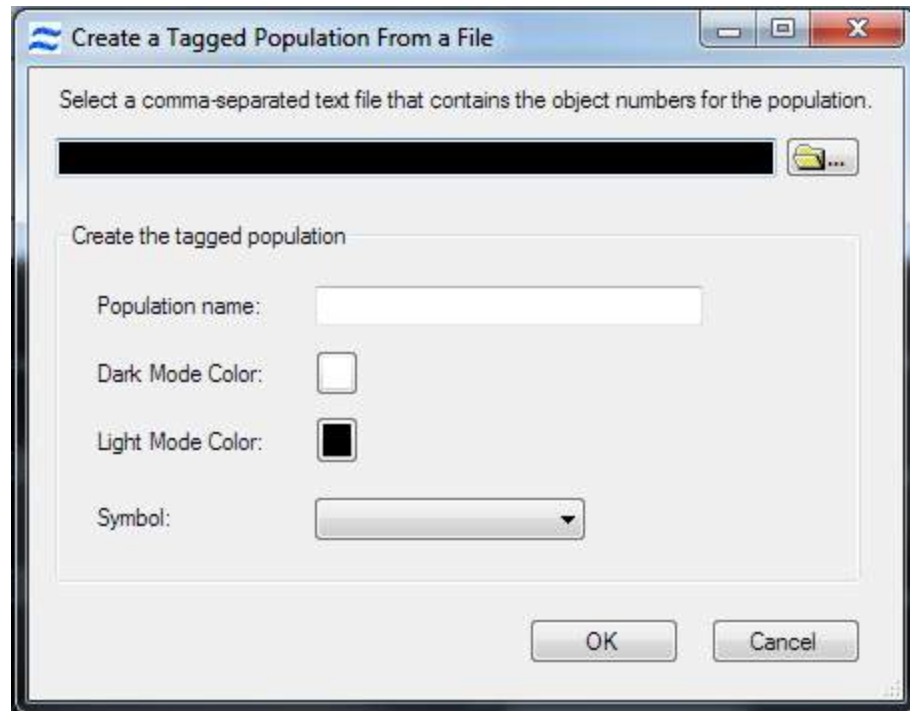 Create a Tagged Population From a File
Select a comma-separated text file that contains the object numbers for the population.
...
Create the tagged population
Population name:
Dark Mode Color:
Light Mode Color:
Symbol:
OK
Cancel